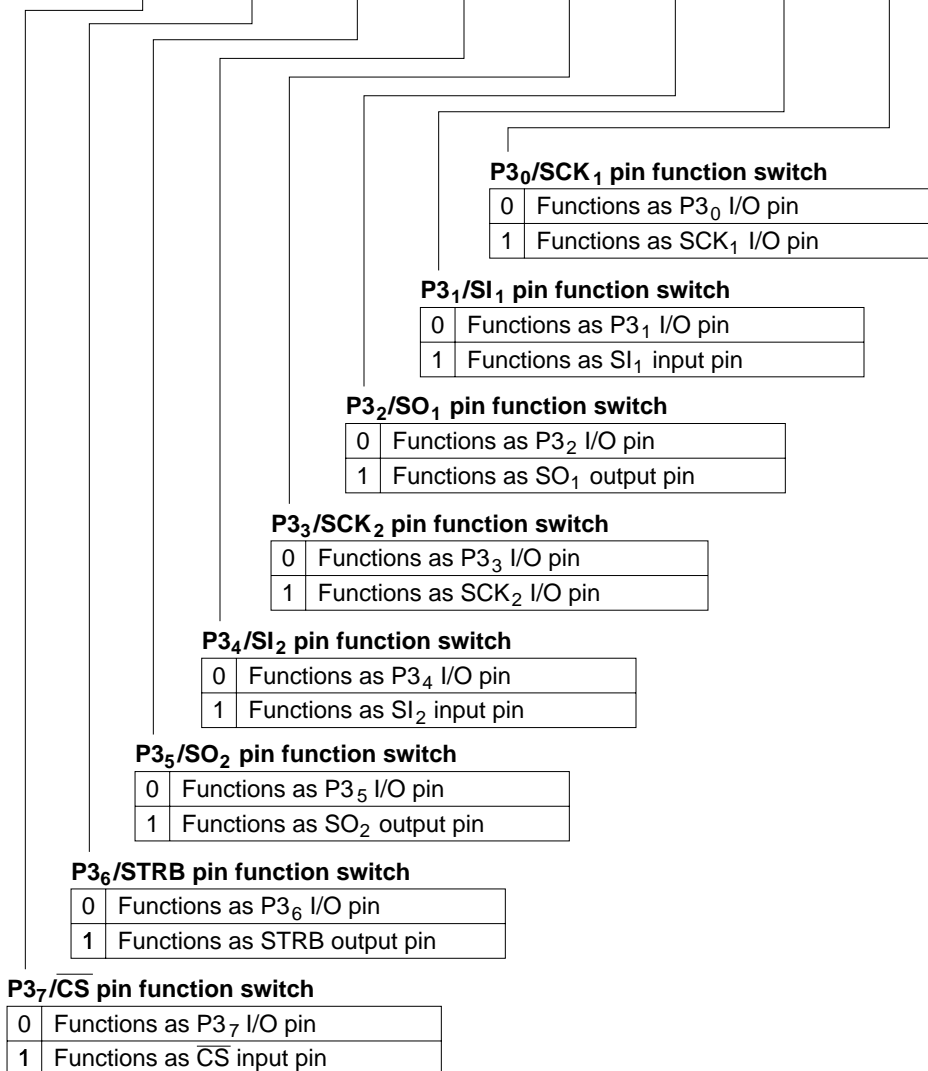 P3₀/SCK₁ pin function switch
0 Functions as P3₀ I/O pin
1 Functions as SCK₁ I/O pin
P3₁/SI₁ pin function switch
0 Functions as P3₁ I/O pin
1 Functions as SI₁ input pin
P3₂/SO₁ pin function switch
0 Functions as P3₂ I/O pin
1 Functions as SO₁ output pin
P3₃/SCK₂ pin function switch
0 Functions as P3₃ I/O pin
1 Functions as SCK₂ I/O pin
P3₄/SI₂ pin function switch
0 Functions as P3₄ I/O pin
1 Functions as SI₂ input pin
P3₅/SO₂ pin function switch
0 Functions as P3₅ I/O pin
1 Functions as SO₂ output pin
P3₆/STRB pin function switch
0 Functions as P3₆ I/O pin
1 Functions as STRB output pin
P3₇/C̅S̅ pin function switch
0 Functions as P3₇ I/O pin
1 Functions as C̅S̅ input pin